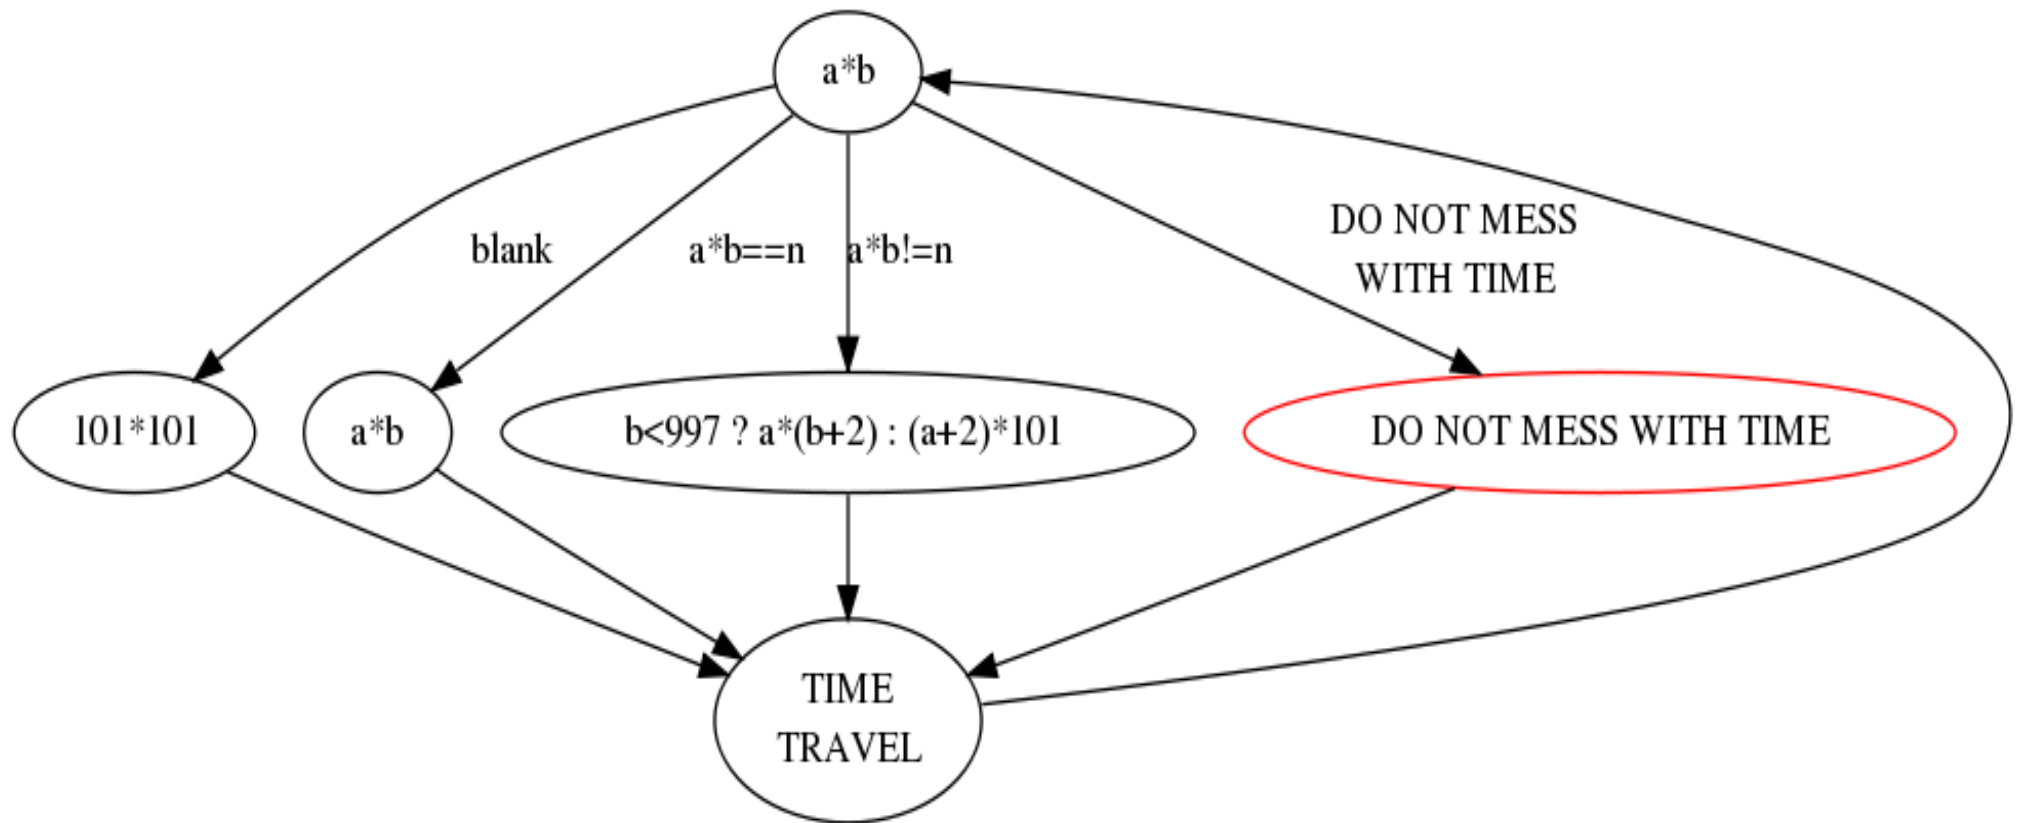 a*b
blank
a*b==n
a*b!=n
DO NOT MESS
WITH TIME
101*101
a*b
b<997 ? a*(b+2) : (a+2)*101
DO NOT MESS WITH TIME
TIME
TRAVEL